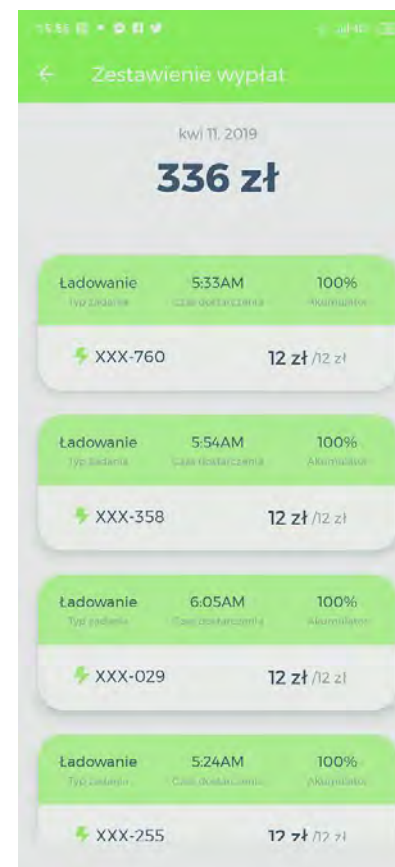 15:55
← Zestawienie wypłat
kwi 11, 2019
336 zł
Ładowanie 5:33AM 100%
Typ zadania Czas dostarczenia Akumulator
XXX-760 12 zł /12 zł
Ładowanie 5:54AM 100%
Typ zadania Czas dostarczenia Akumulator
XXX-358 12 zł /12 zł
Ładowanie 6:05AM 100%
Typ zadania Czas dostarczenia Akumulator
XXX-029 12 zł /12 zł
Ładowanie 5:24AM 100%
Typ zadania Czas dostarczenia Akumulator
XXX-255 12 zł /12 zł